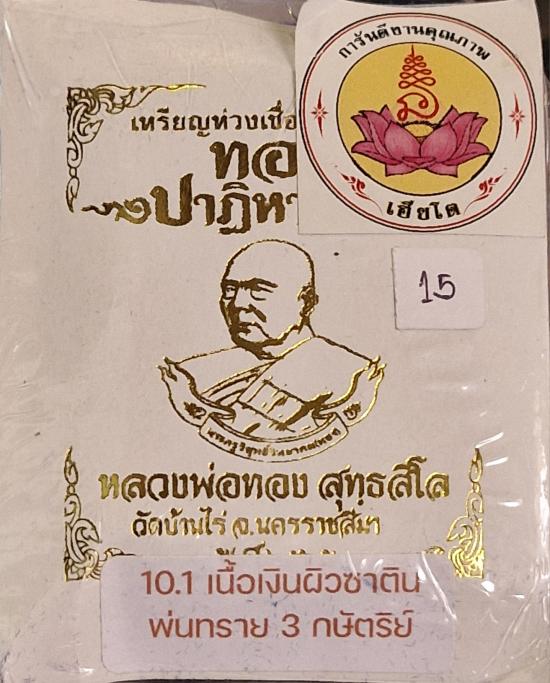 การันตีงานคุณภาพ
เฮียโต
เหรียญห่วงเชื่อ
ทอ
ปาฏิหา
15
หลวงพ่อทอง สุทฺธสีโล
วัดบ้านไร่ อ.นครราชสีมา
10.1 เนื้อเงินผิวซาติน
พ่นทราย 3 กษัตริย์